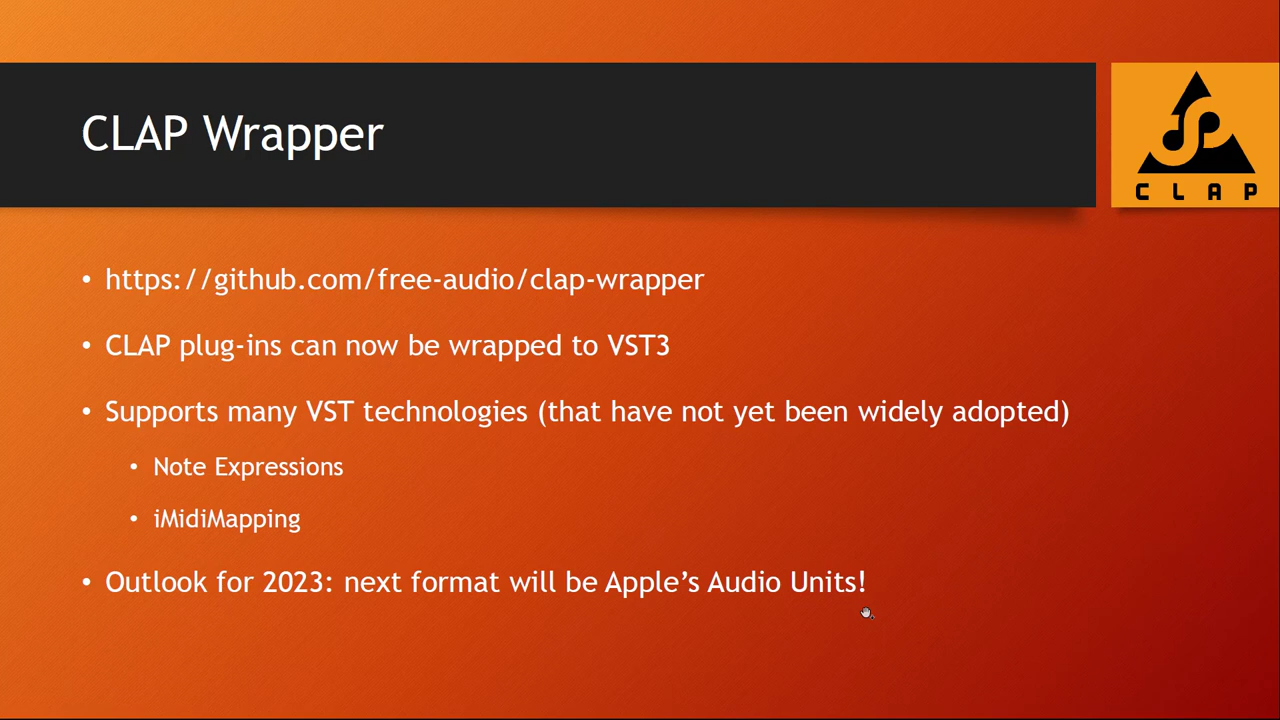 CLAP Wrapper
CLAP
• https://github.com/free-audio/clap-wrapper
• CLAP plug-ins can now be wrapped to VST3
• Supports many VST technologies (that have not yet been widely adopted)
• Note Expressions
• iMidiMapping
• Outlook for 2023: next format will be Apple’s Audio Units!